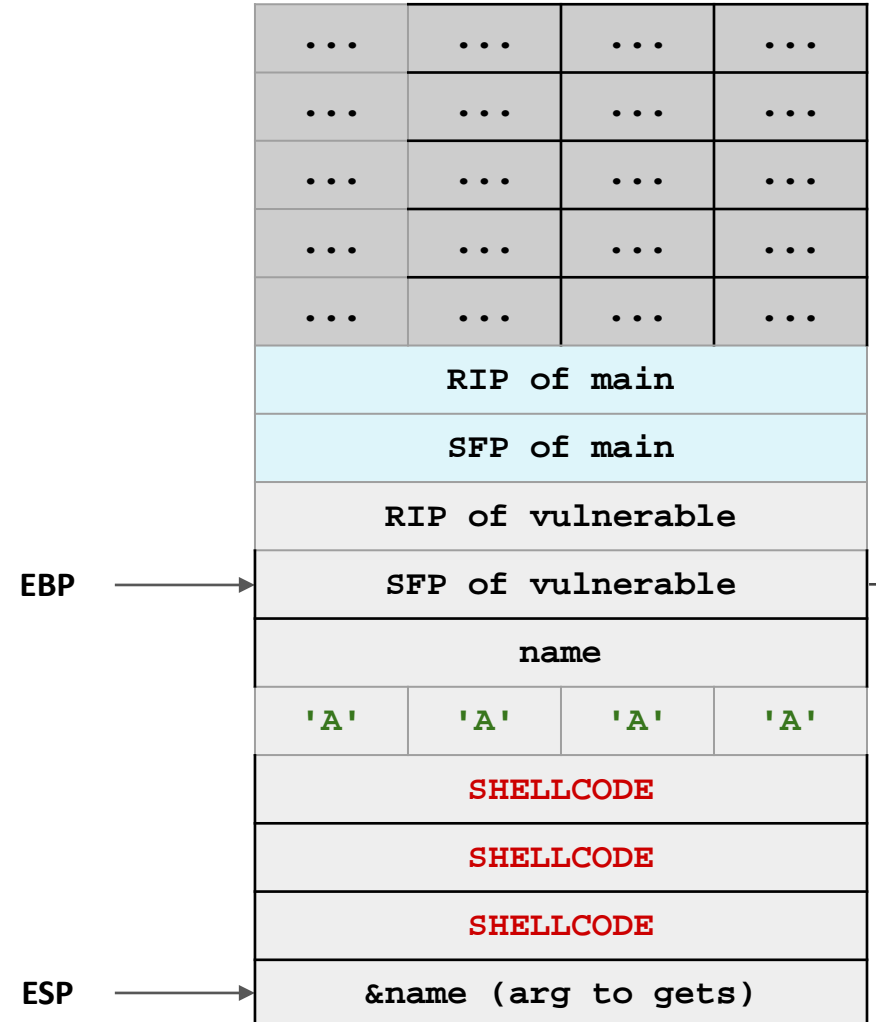 ... ... ... ...
... ... ... ...
... ... ... ...
... ... ... ...
... ... ... ...
RIP of main
SFP of main
RIP of vulnerable
EBP SFP of vulnerable
name
'A' 'A' 'A' 'A'
SHELLCODE
SHELLCODE
SHELLCODE
ESP &name (arg to gets)